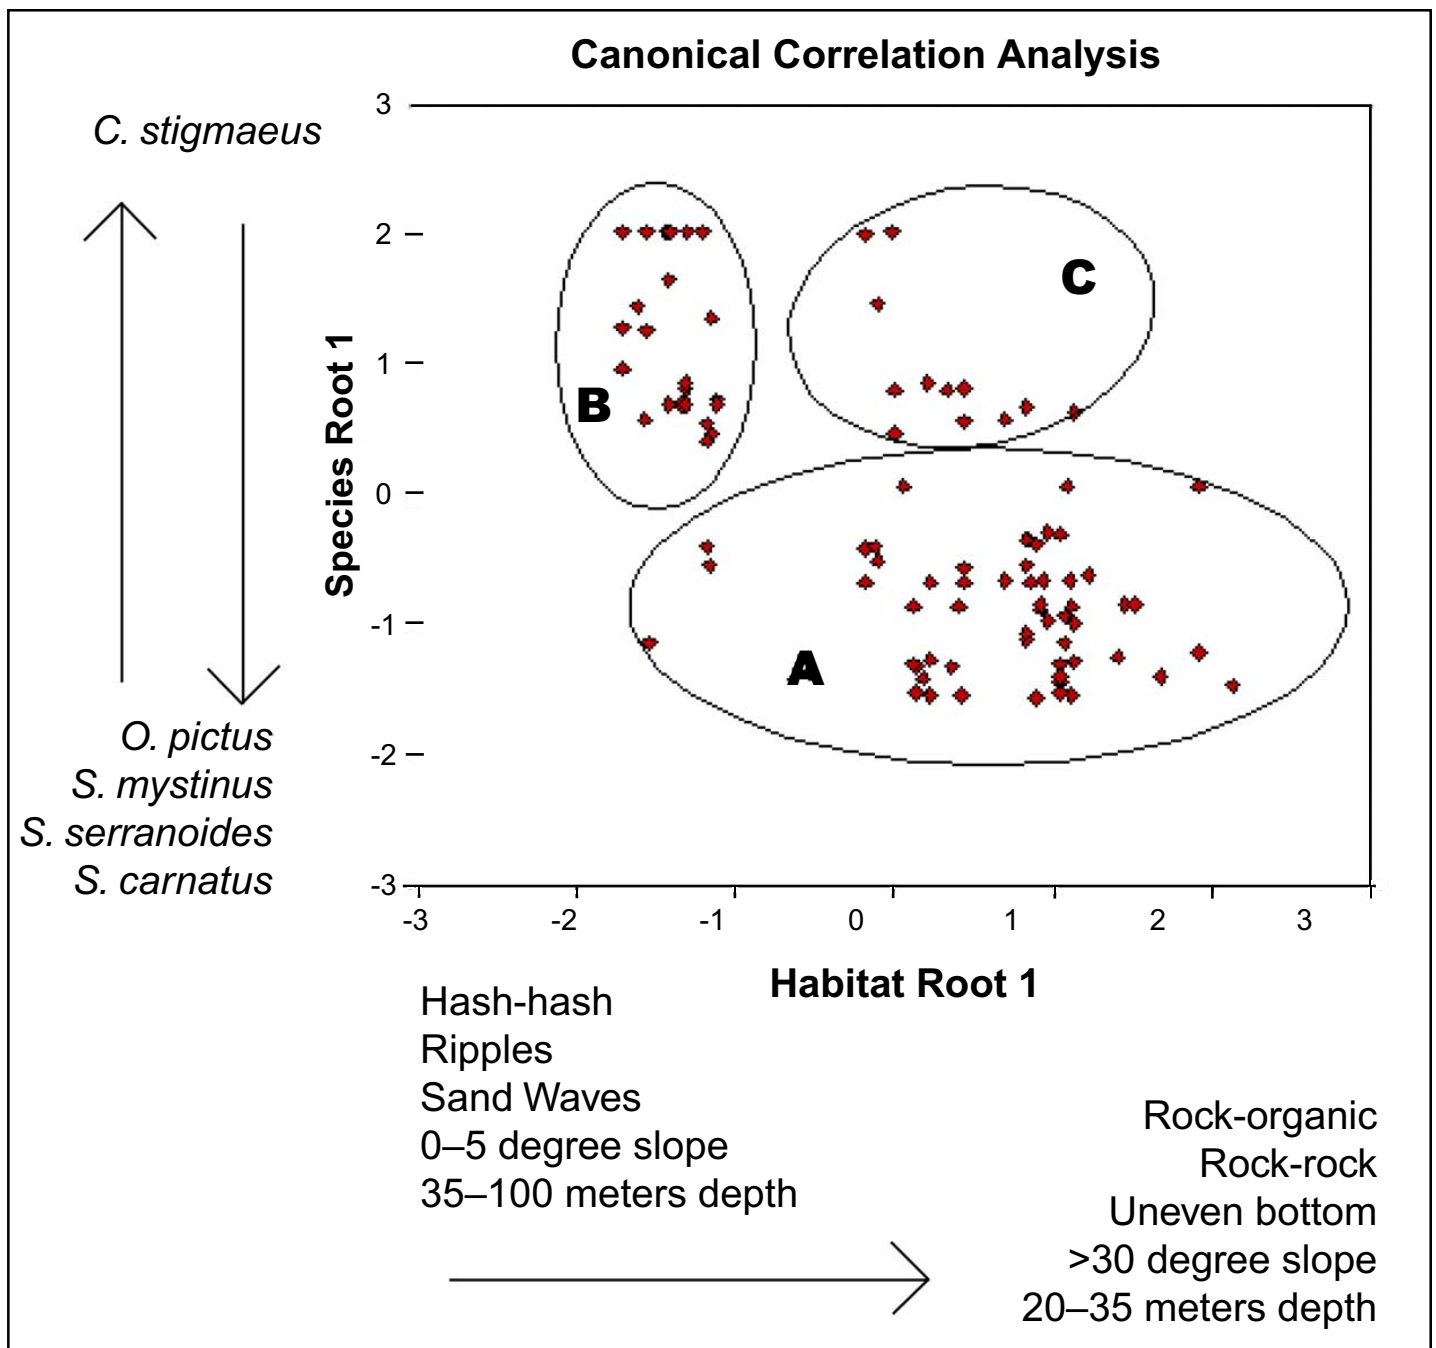 Canonical Correlation Analysis
C. stigmaeus
O. pictus
S. mystinus
S. serranoides
S. carnatus
Species Root 1
3
2
1
0
-1
-2
-3
B
C
A
-3 -2 -1 0 1 2 3
Habitat Root 1
Hash-hash
Ripples
Sand Waves
0–5 degree slope
35–100 meters depth
Rock-organic
Rock-rock
Uneven bottom
>30 degree slope
20–35 meters depth